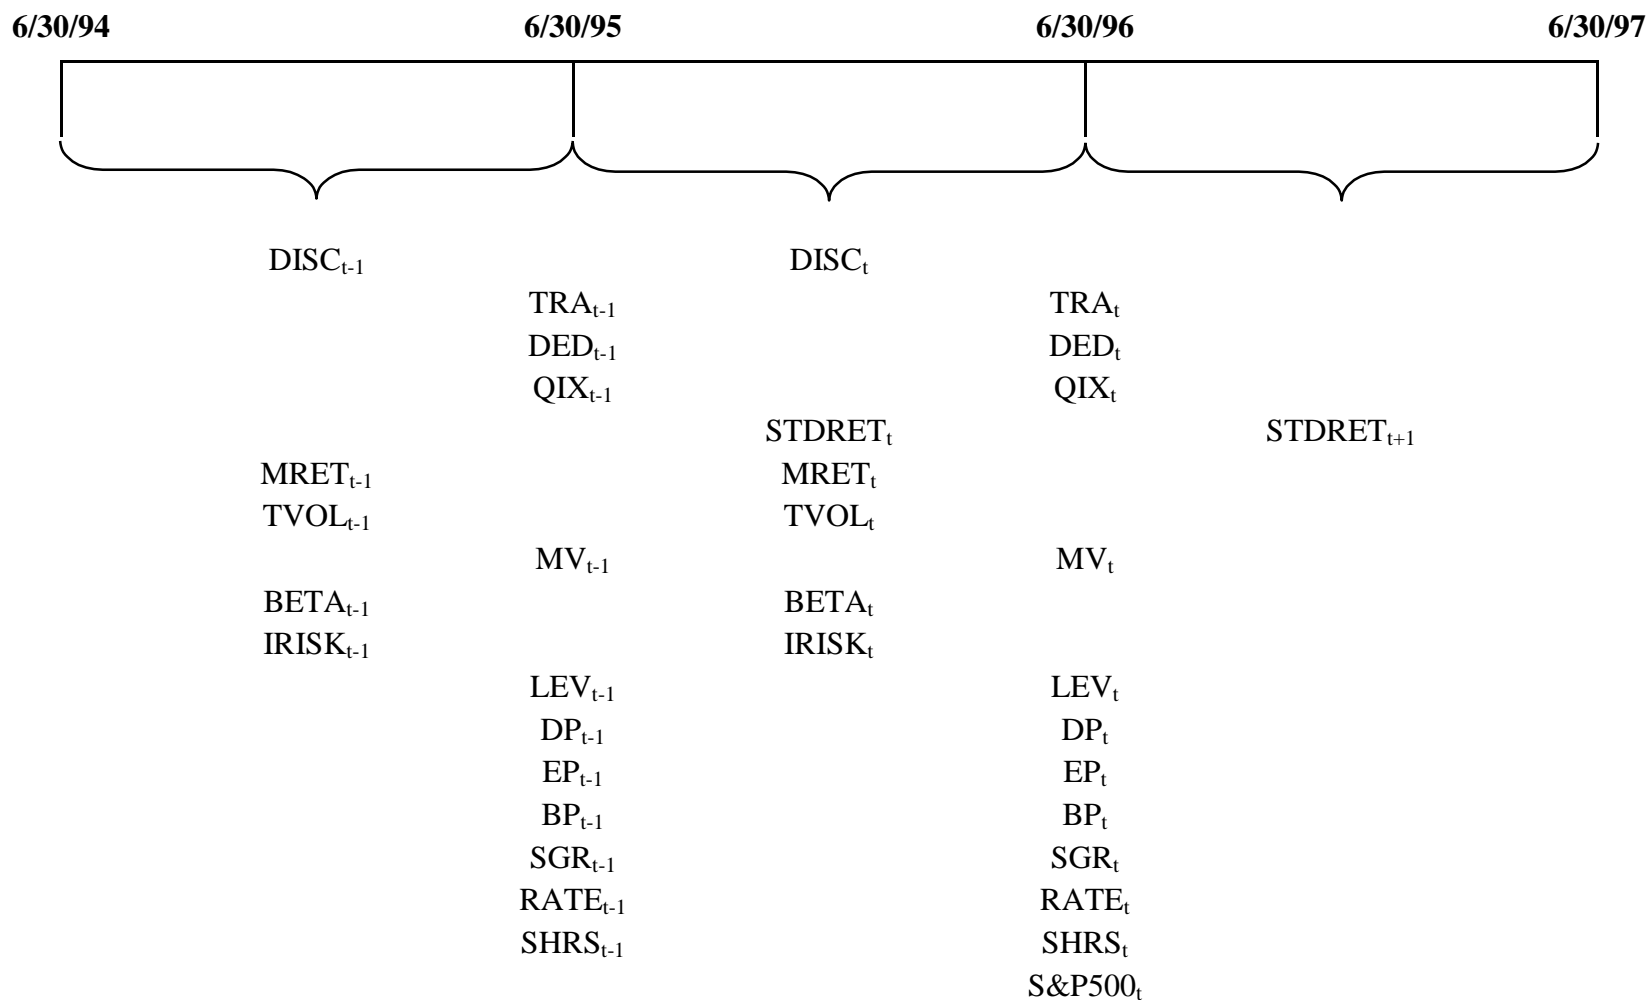 6/30/94 6/30/95 6/30/96 6/30/97
DISCt-1 DISCt
TRAt-1 TRAt
DEDt-1 DEDt
QIXt-1 QIXt
STDRETt STDRETt+1
MRETt-1 MRETt
TVOLt-1 TVOLt
MVt-1 MVt
BETAt-1 BETAt
IRISKt-1 IRISKt
LEVt-1 LEVt
DPt-1 DPt
EPt-1 EPt
BPt-1 BPt
SGRt-1 SGRt
RATEt-1 RATEt
SHRSt-1 SHRSt
S&P500t